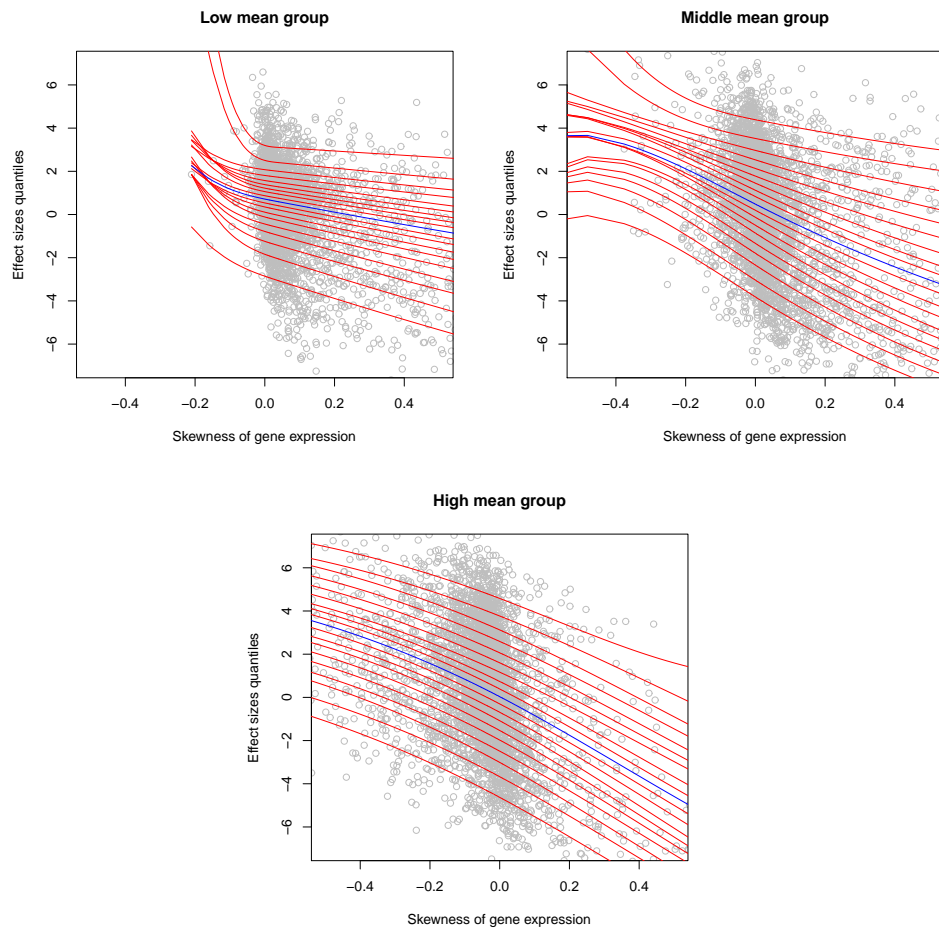 Low mean group
Effect sizes quantiles
6
4
2
0
−2
−4
−6
−0.4 −0.2 0.0 0.2 0.4
Skewness of gene expression
Middle mean group
Effect sizes quantiles
6
4
2
0
−2
−4
−6
−0.4 −0.2 0.0 0.2 0.4
Skewness of gene expression
High mean group
Effect sizes quantiles
6
4
2
0
−2
−4
−6
−0.4 −0.2 0.0 0.2 0.4
Skewness of gene expression